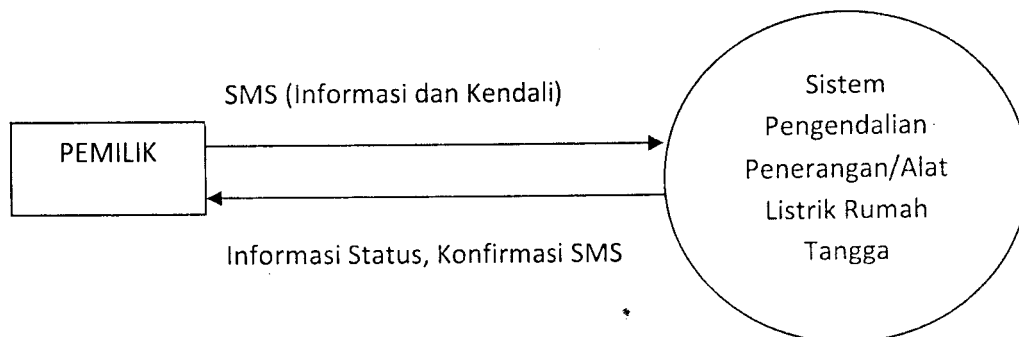 SMS (Informasi dan Kendali)
PEMILIK
Informasi Status, Konfirmasi SMS
Sistem
Pengendalian
Penerangan/Alat
Listrik Rumah
Tangga